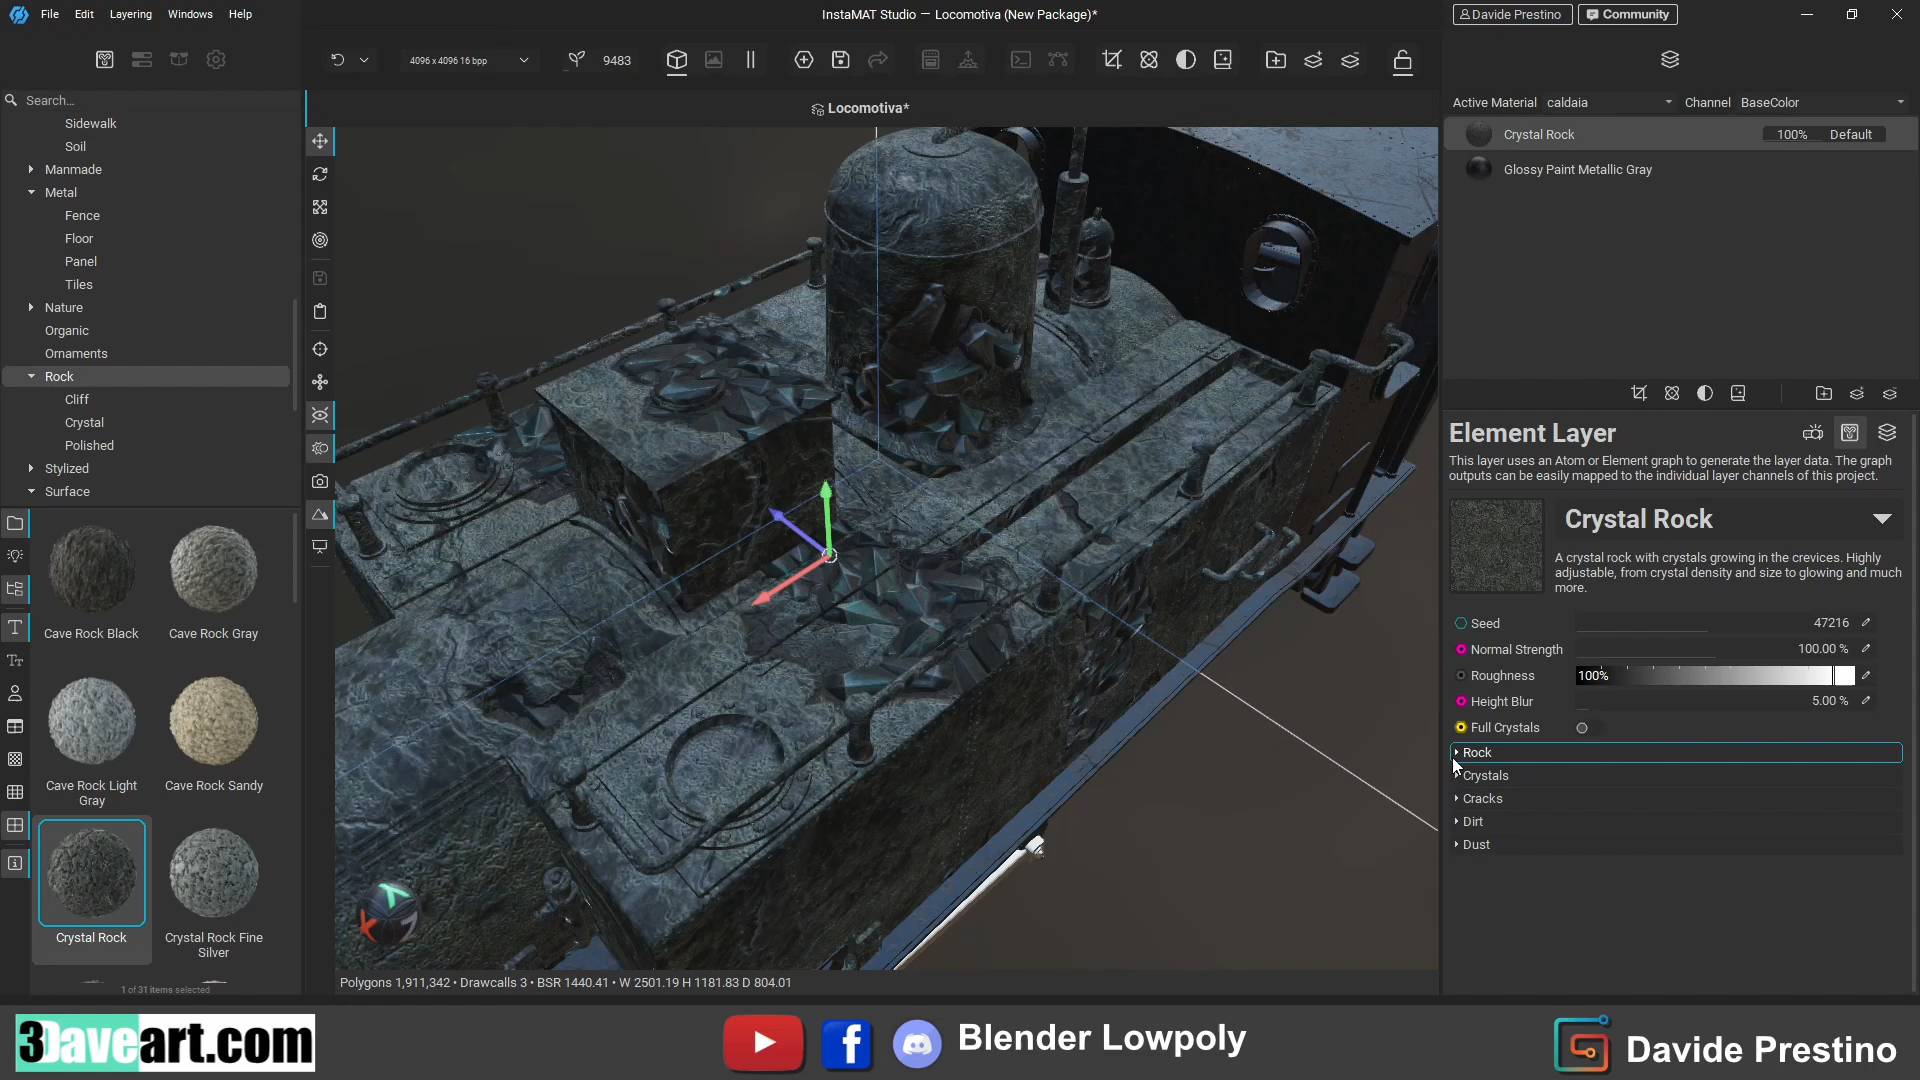 File Edit Layering Windows Help
InstaMAT Studio — Locomotiva (New Package)*
Davide Prestino
Community
4096 x 4096 16 bpp
9483
Search...
Locomotiva*
Active Material caldaia Channel BaseColor
Sidewalk
Soil
Manmade
Metal
Fence
Floor
Panel
Tiles
Nature
Organic
Ornaments
Rock
Cliff
Crystal
Polished
Stylized
Surface
Cave Rock Black
Cave Rock Gray
Cave Rock Light
Gray
Cave Rock Sandy
Crystal Rock
Crystal Rock Fine
Silver
1 of 31 items selected
Polygons 1,911,342 • Drawcalls 3 • BSR 1440.41 • W 2501.19 H 1181.83 D 804.01
Crystal Rock 100% Default
Glossy Paint Metallic Gray
Element Layer
This layer uses an Atom or Element graph to generate the layer data. The graph
outputs can be easily mapped to the individual layer channels of this project.
Crystal Rock
A crystal rock with crystals growing in the crevices. Highly
adjustable, from crystal density and size to glowing and much
more.
Seed 47216
Normal Strength 100.00 %
Roughness 100%
Height Blur 5.00 %
Full Crystals
Rock
Crystals
Cracks
Dirt
Dust
3Daveart.com
Blender Lowpoly
Davide Prestino